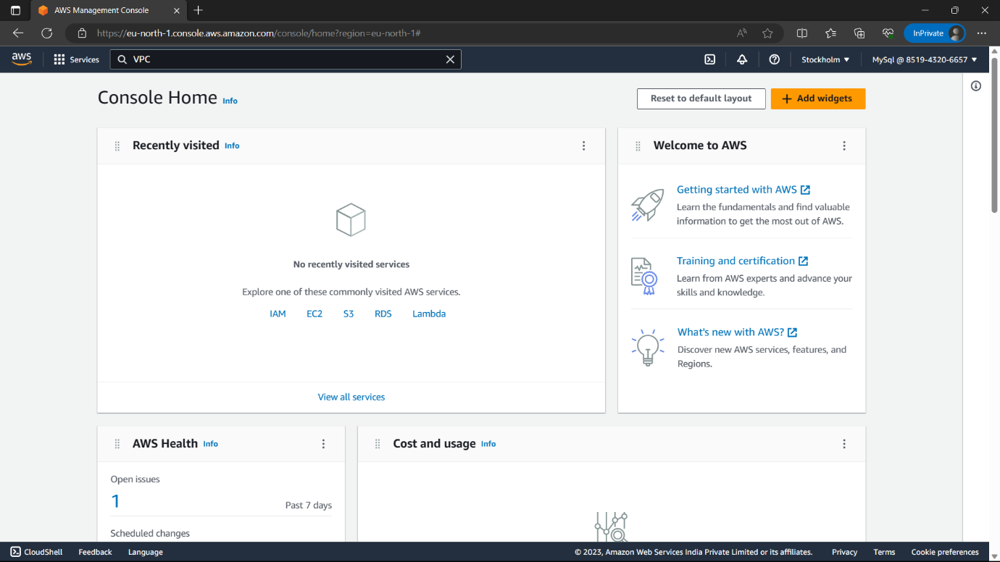 AWS Management Console
https://eu-north-1.console.aws.amazon.com/console/home?region=eu-north-1#
InPrivate
aws
Services
VPC
Stockholm
MySql @ 8519-4320-6657
Console Home Info
Reset to default layout
Add widgets
Recently visited Info
No recently visited services
Explore one of these commonly visited AWS services.
IAM EC2 S3 RDS Lambda
View all services
Welcome to AWS
Getting started with AWS
Learn the fundamentals and find valuable
information to get the most out of AWS.
Training and certification
Learn from AWS experts and advance your
skills and knowledge.
What's new with AWS?
Discover new AWS services, features, and
Regions.
AWS Health Info
Open issues
1
Past 7 days
Scheduled changes
Cost and usage Info
CloudShell Feedback Language
© 2023, Amazon Web Services India Private Limited or its affiliates. Privacy Terms Cookie preferences